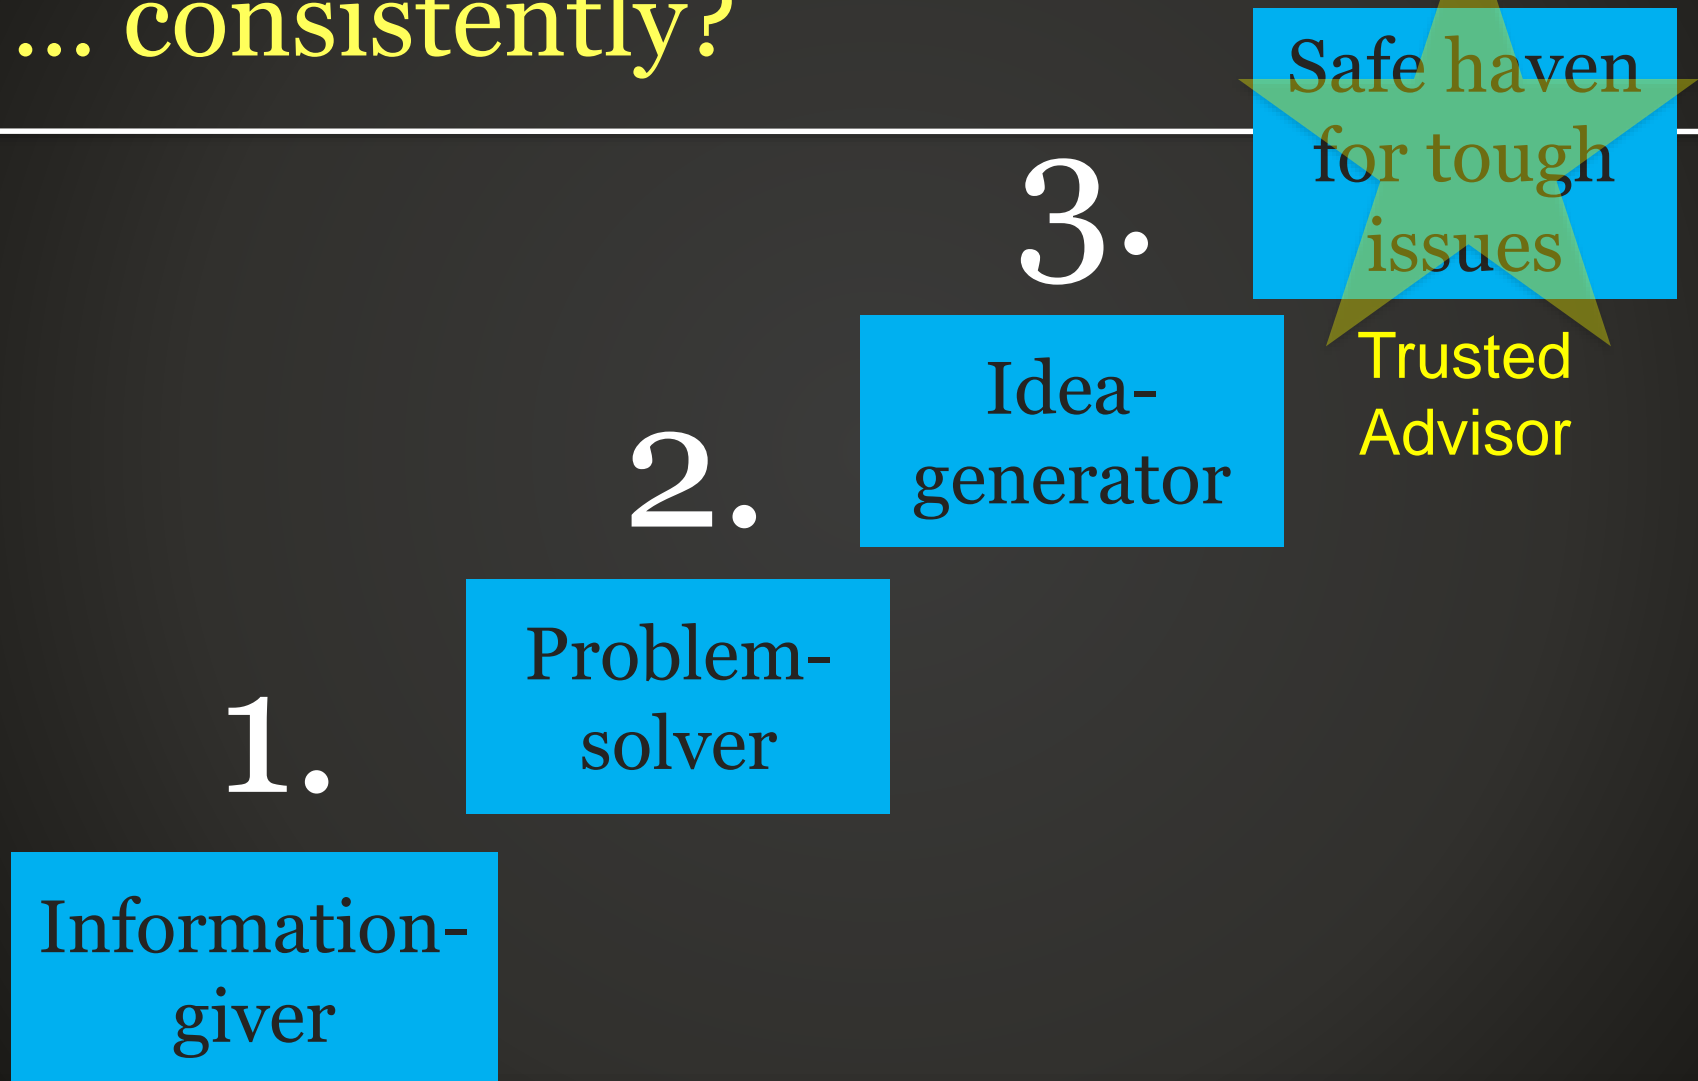 ... consistently?
Safe haven
for tough
issues
Trusted
Advisor
3.
Idea-
generator
2.
Problem-
solver
1.
Information-
giver